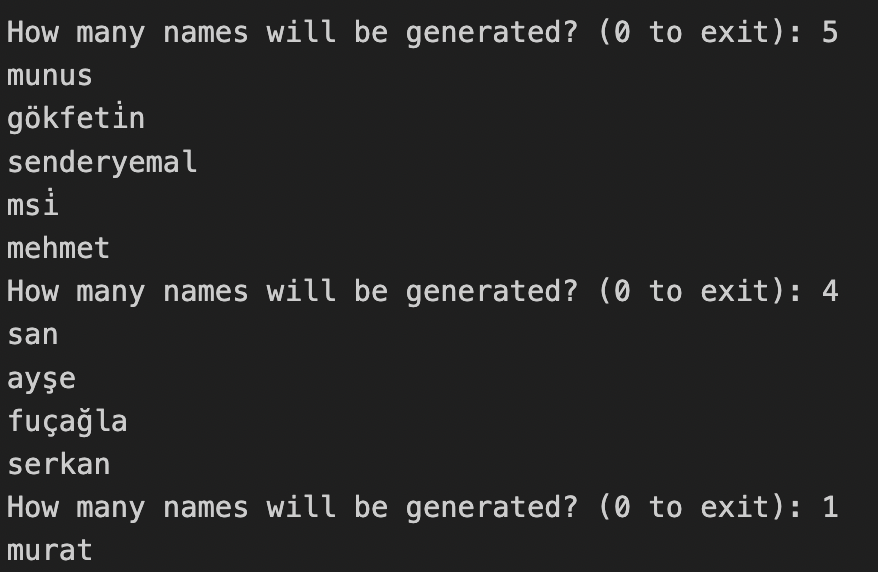 How many names will be generated? (0 to exit): 5
munus
gökfetin
senderyemal
msi
mehmet
How many names will be generated? (0 to exit): 4
san
ayşe
fuçağla
serkan
How many names will be generated? (0 to exit): 1
murat